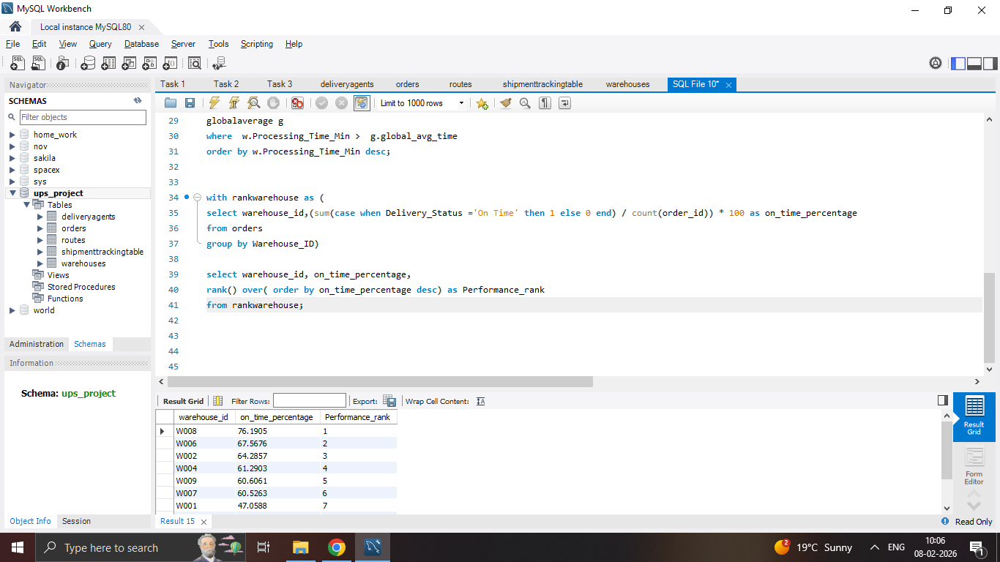 MySQL Workbench
Local instance MySQL80
File Edit View Query Database Server Tools Scripting Help
Navigator
SCHEMAS
Filter objects
home_work
nov
sakila
spacex
sys
ups_project
Tables
deliveryagents
orders
routes
shipmenttrackingtable
warehouses
Views
Stored Procedures
Functions
world
Administration Schemas
Information
Schema: ups_project
Object Info Session
Task 1 Task 2 Task 3 deliveryagents orders routes shipmenttrackingtable warehouses SQL File 10*
Limit to 1000 rows
29 globalaverage g
30 where w.Processing_Time_Min > g.global_avg_time
31 order by w.Processing_Time_Min desc;
32
33
34 with rankwarehouse as (
35 select warehouse_id,(sum(case when Delivery_Status ='On Time' then 1 else 0 end) / count(order_id)) * 100 as on_time_percentage
36 from orders
37 group by Warehouse_ID)
38
39 select warehouse_id, on_time_percentage,
40 rank() over( order by on_time_percentage desc) as Performance_rank
41 from rankwarehouse;
42
43
44
45
Result Grid Filter Rows: Export: Wrap Cell Content:
warehouse_id on_time_percentage Performance_rank
W008 76.1905 1
W006 67.5676 2
W002 64.2857 3
W004 61.2903 4
W009 60.6061 5
W007 60.5263 6
W001 47.0588 7
Result
Grid
Form
Editor
Result 15
Read Only
Type here to search
2
19°C Sunny
ENG
10:06
08-02-2026
1